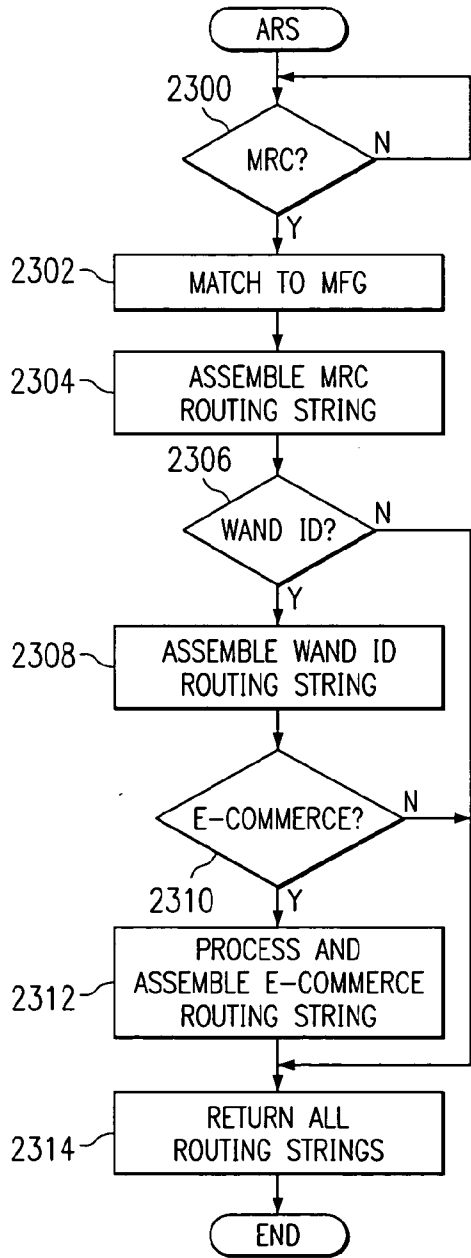 ARS
2300
MRC?
N
Y
2302
MATCH TO MFG
2304
ASSEMBLE MRC
ROUTING STRING
2306
WAND ID?
N
Y
2308
ASSEMBLE WAND ID
ROUTING STRING
E-COMMERCE?
N
2310
Y
2312
PROCESS AND
ASSEMBLE E-COMMERCE
ROUTING STRING
2314
RETURN ALL
ROUTING STRINGS
END